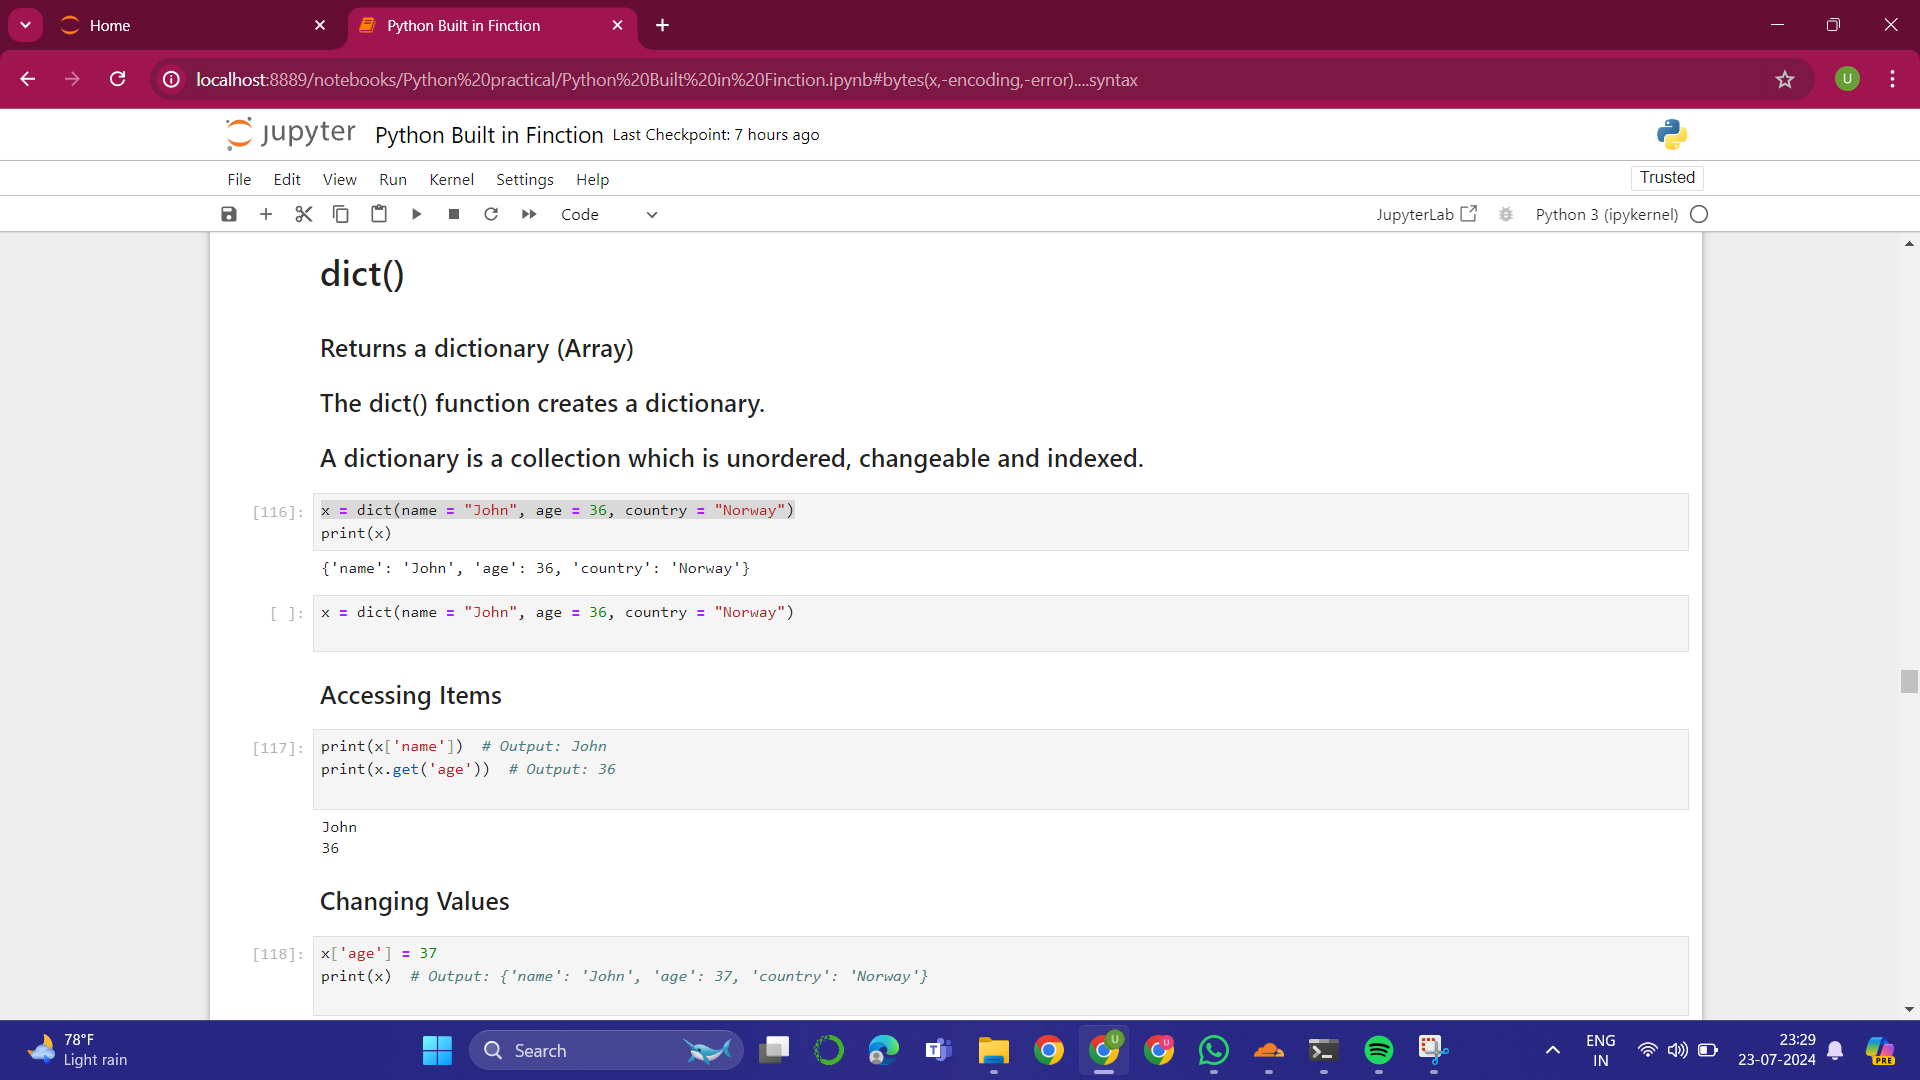 Home
Python Built in Finction
localhost:8889/notebooks/Python%20practical/Python%20Built%20in%20Finction.ipynb#bytes(x,-encoding,-error)....syntax
U
jupyter Python Built in Finction Last Checkpoint: 7 hours ago
File Edit View Run Kernel Settings Help
Trusted
Code
JupyterLab
Python 3 (ipykernel)
dict()
Returns a dictionary (Array)
The dict() function creates a dictionary.
A dictionary is a collection which is unordered, changeable and indexed.
[116]: x = dict(name = "John", age = 36, country = "Norway")
print(x)
{'name': 'John', 'age': 36, 'country': 'Norway'}
[ ]: x = dict(name = "John", age = 36, country = "Norway")
Accessing Items
[117]: print(x['name']) # Output: John
print(x.get('age')) # Output: 36
John
36
Changing Values
[118]: x['age'] = 37
print(x) # Output: {'name': 'John', 'age': 37, 'country': 'Norway'}
78°F
Light rain
Search
U
U
ENG
IN
23:29
23-07-2024
PRE